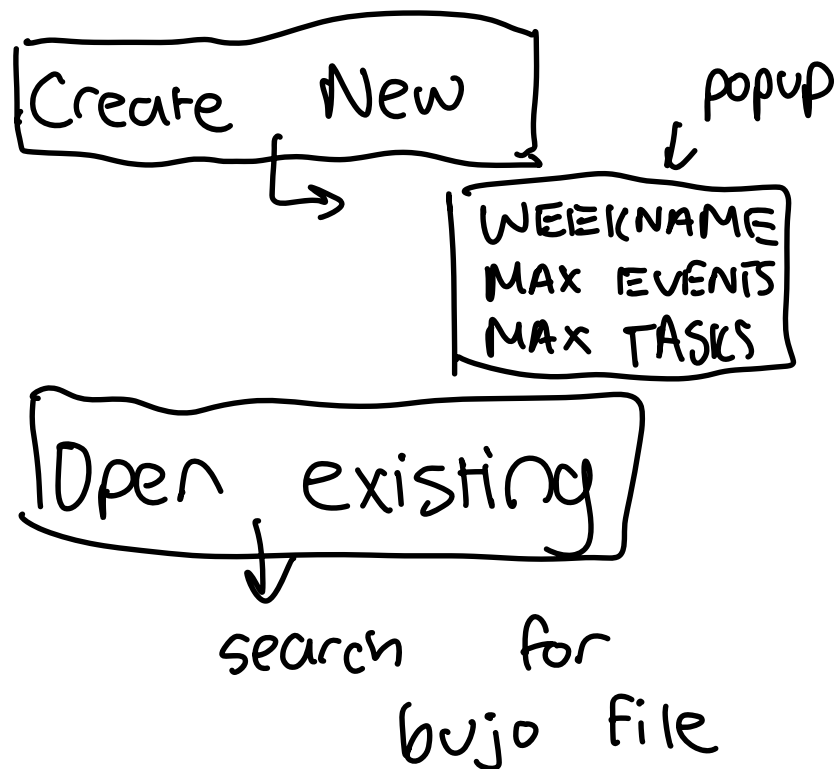 Create New
popup
WEEKNAME
MAX EVENTS
MAX TASKS
Open existing
search for
bujo file